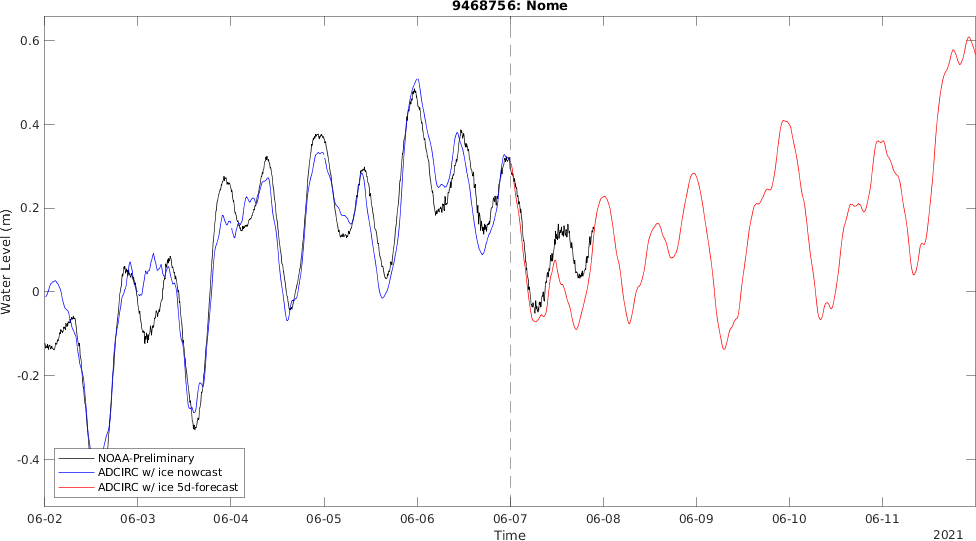 9468756: Nome
Water Level (m)
0.6
0.4
0.2
0
-0.2
-0.4
NOAA-Preliminary
ADCIRC w/ ice nowcast
ADCIRC w/ ice 5d-forecast
06-02 06-03 06-04 06-05 06-06 06-07 06-08 06-09 06-10 06-11
Time
2021